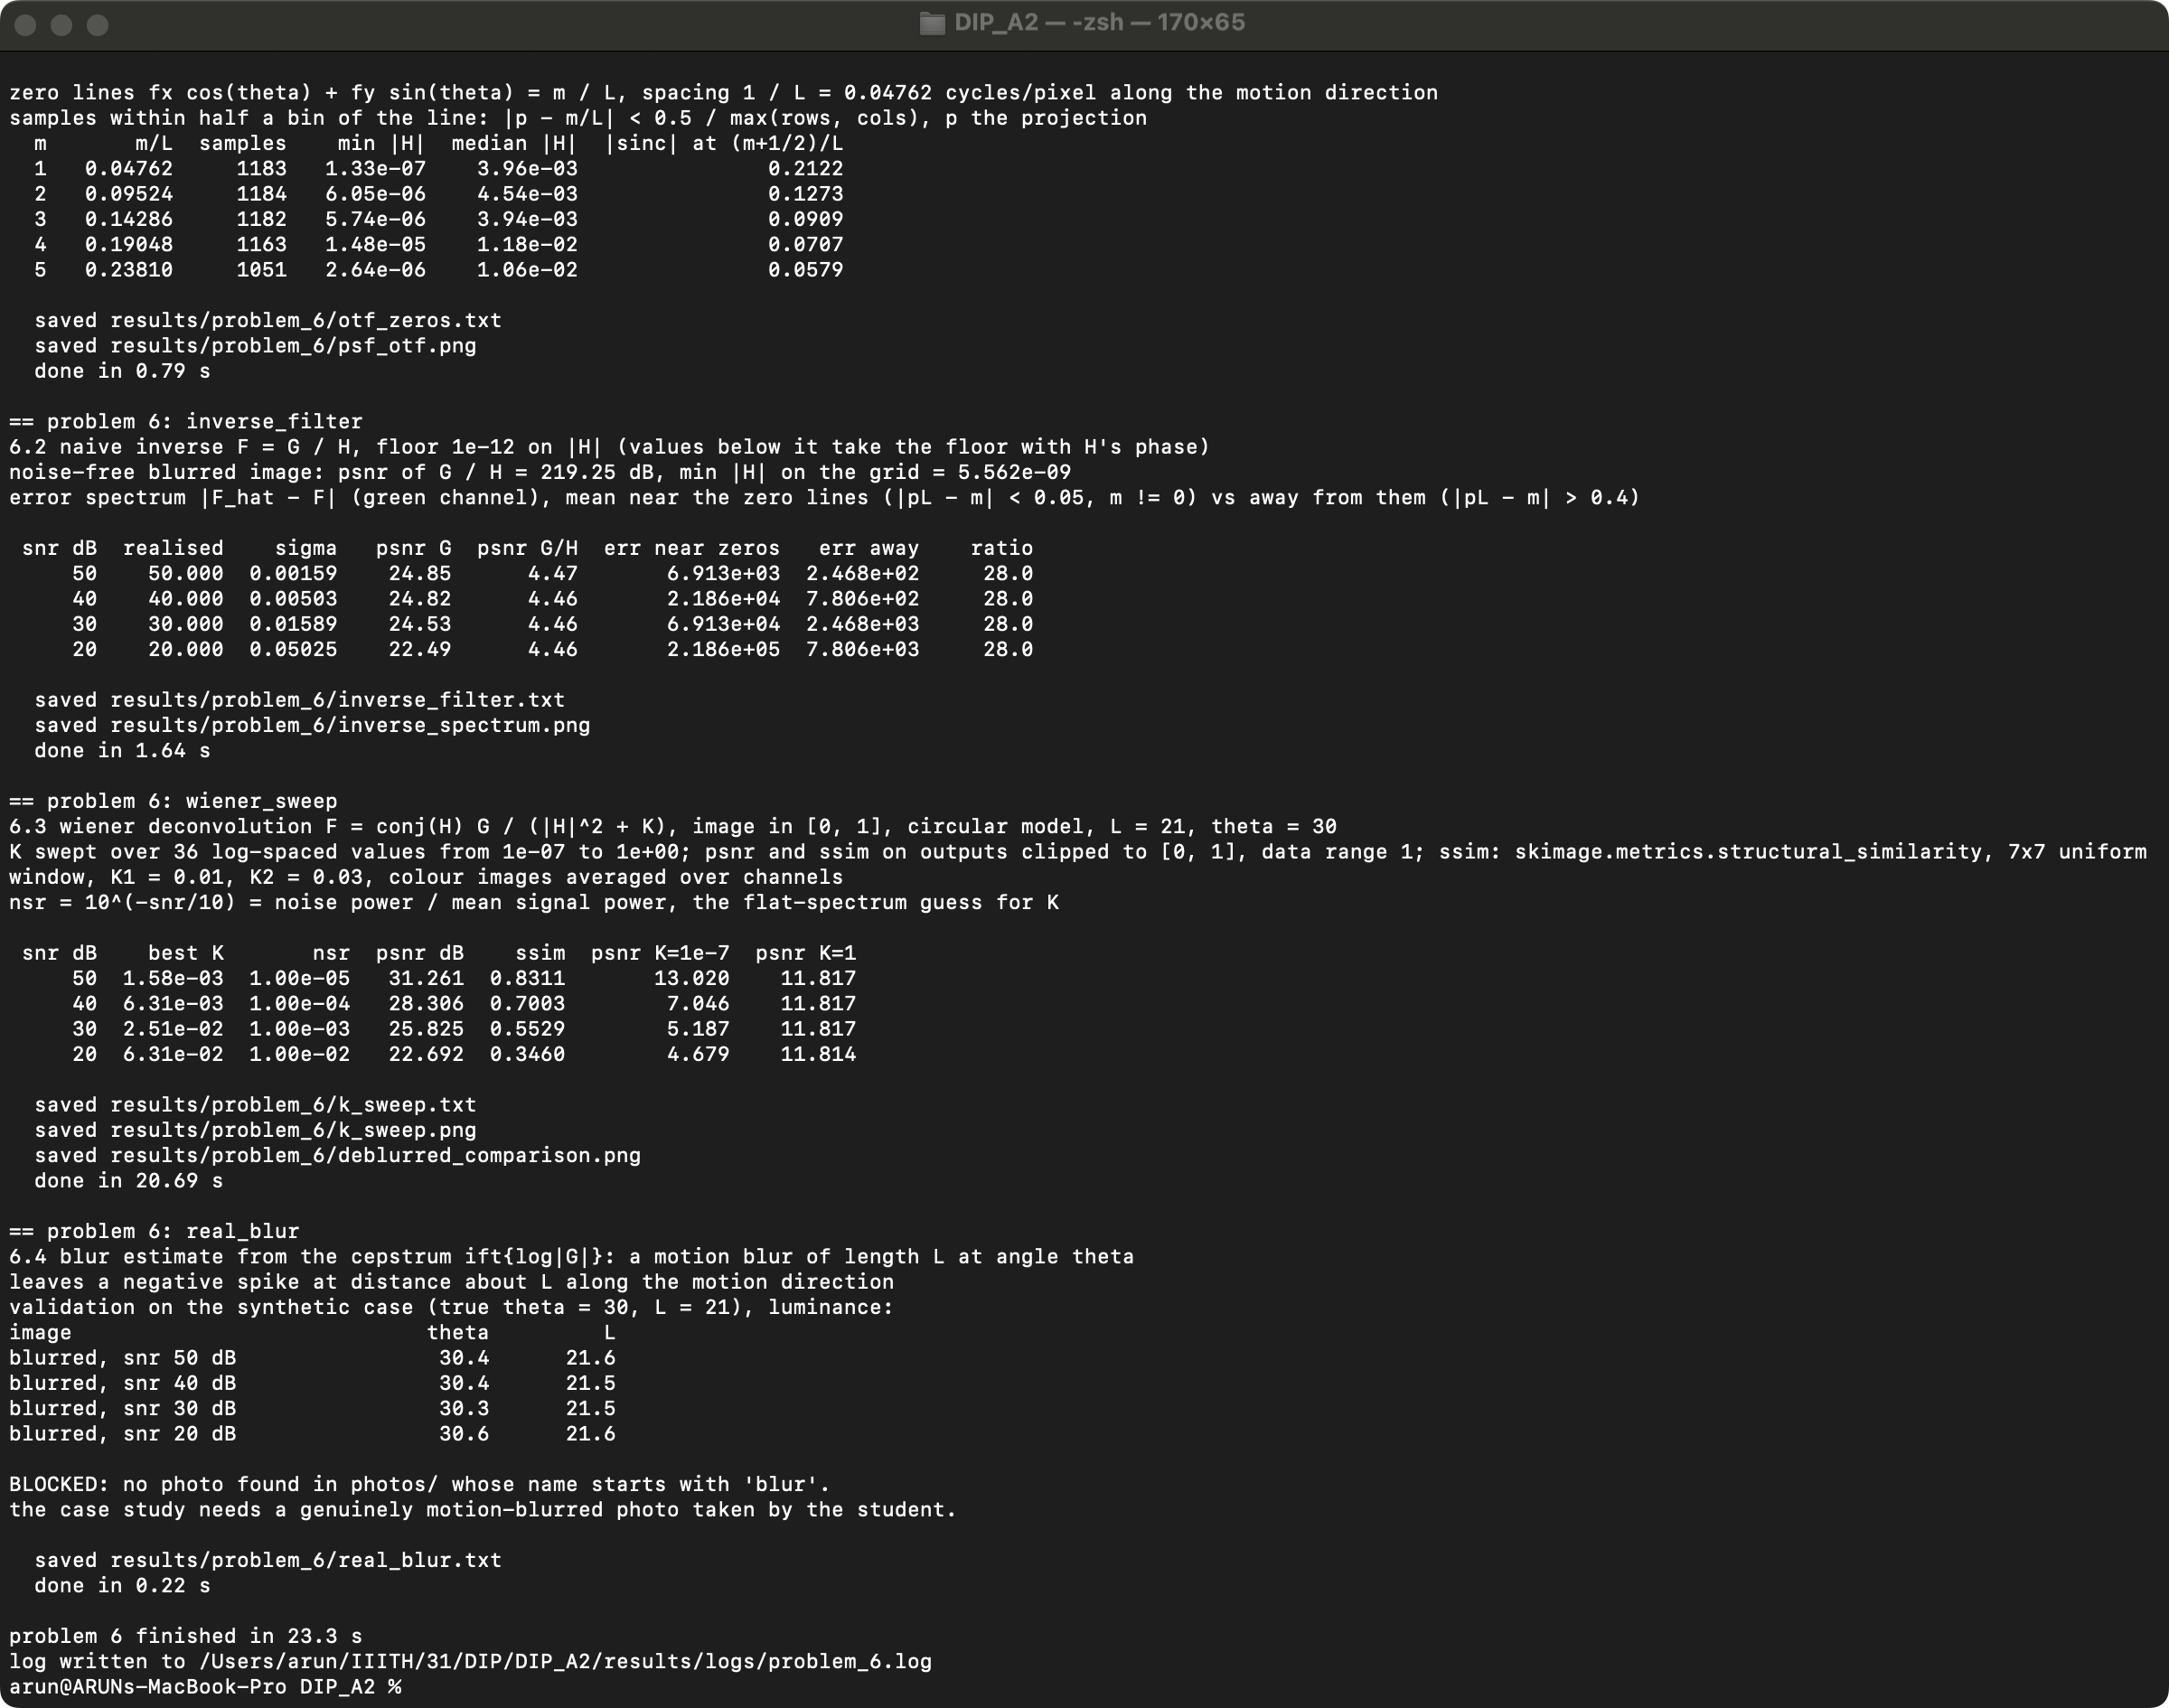 DIP_A2 — -zsh — 170×65
zero lines fx cos(theta) + fy sin(theta) = m / L, spacing 1 / L = 0.04762 cycles/pixel along the motion direction
samples within half a bin of the line: |p - m/L| < 0.5 / max(rows, cols), p the projection
  m       m/L  samples    min |H|  median |H|  |sinc| at (m+1/2)/L
  1   0.04762     1183   1.33e-07    3.96e-03               0.2122
  2   0.09524     1184   6.05e-06    4.54e-03               0.1273
  3   0.14286     1182   5.74e-06    3.94e-03               0.0909
  4   0.19048     1163   1.48e-05    1.18e-02               0.0707
  5   0.23810     1051   2.64e-06    1.06e-02               0.0579
  saved results/problem_6/otf_zeros.txt
  saved results/problem_6/psf_otf.png
  done in 0.79 s
== problem 6: inverse_filter
6.2 naive inverse F = G / H, floor 1e-12 on |H| (values below it take the floor with H's phase)
noise-free blurred image: psnr of G / H = 219.25 dB, min |H| on the grid = 5.562e-09
error spectrum |F_hat - F| (green channel), mean near the zero lines (|pL - m| < 0.05, m != 0) vs away from them (|pL - m| > 0.4)
 snr dB  realised    sigma   psnr G  psnr G/H  err near zeros   err away    ratio
     50    50.000  0.00159    24.85      4.47       6.913e+03  2.468e+02     28.0
     40    40.000  0.00503    24.82      4.46       2.186e+04  7.806e+02     28.0
     30    30.000  0.01589    24.53      4.46       6.913e+04  2.468e+03     28.0
     20    20.000  0.05025    22.49      4.46       2.186e+05  7.806e+03     28.0
  saved results/problem_6/inverse_filter.txt
  saved results/problem_6/inverse_spectrum.png
  done in 1.64 s
== problem 6: wiener_sweep
6.3 wiener deconvolution F = conj(H) G / (|H|^2 + K), image in [0, 1], circular model, L = 21, theta = 30
K swept over 36 log-spaced values from 1e-07 to 1e+00; psnr and ssim on outputs clipped to [0, 1], data range 1; ssim: skimage.metrics.structural_similarity, 7x7 uniform
window, K1 = 0.01, K2 = 0.03, colour images averaged over channels
nsr = 10^(-snr/10) = noise power / mean signal power, the flat-spectrum guess for K
 snr dB    best K       nsr  psnr dB    ssim  psnr K=1e-7  psnr K=1
     50  1.58e-03  1.00e-05   31.261  0.8311       13.020    11.817
     40  6.31e-03  1.00e-04   28.306  0.7003        7.046    11.817
     30  2.51e-02  1.00e-03   25.825  0.5529        5.187    11.817
     20  6.31e-02  1.00e-02   22.692  0.3460        4.679    11.814
  saved results/problem_6/k_sweep.txt
  saved results/problem_6/k_sweep.png
  saved results/problem_6/deblurred_comparison.png
  done in 20.69 s
== problem 6: real_blur
6.4 blur estimate from the cepstrum ift{log|G|}: a motion blur of length L at angle theta
leaves a negative spike at distance about L along the motion direction
validation on the synthetic case (true theta = 30, L = 21), luminance:
image                            theta         L
blurred, snr 50 dB                30.4      21.6
blurred, snr 40 dB                30.4      21.5
blurred, snr 30 dB                30.3      21.5
blurred, snr 20 dB                30.6      21.6
BLOCKED: no photo found in photos/ whose name starts with 'blur'.
the case study needs a genuinely motion-blurred photo taken by the student.
  saved results/problem_6/real_blur.txt
  done in 0.22 s
problem 6 finished in 23.3 s
log written to /Users/arun/IIITH/31/DIP/DIP_A2/results/logs/problem_6.log
arun@ARUNs-MacBook-Pro DIP_A2 %